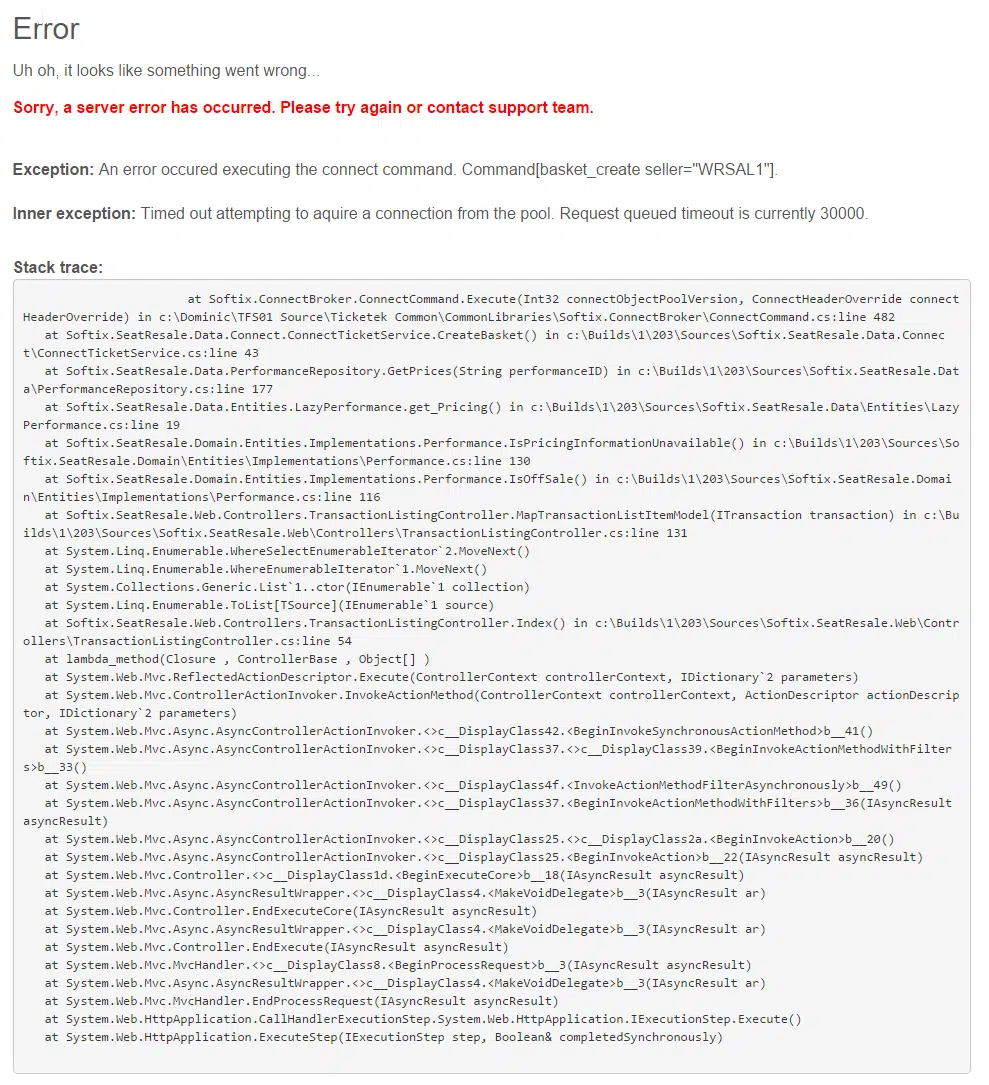 Error
Uh oh, it looks like something went wrong...
Sorry, a server error has occurred. Please try again or contact support team.
Exception: An error occured executing the connect command. Command[basket_create seller="WRSAL1"].
Inner exception: Timed out attempting to aquire a connection from the pool. Request queued timeout is currently 30000.
Stack trace:
at Softix.ConnectBroker.ConnectCommand.Execute(Int32 connectObjectPoolVersion, ConnectHeaderOverride connect
HeaderOverride) in c:\Dominic\TFS01 Source\Ticketek Common\CommonLibraries\Softix.ConnectBroker\ConnectCommand.cs:line 482
at Softix.SeatResale.Data.Connect.ConnectTicketService.CreateBasket() in c:\Builds\1\203\Sources\Softix.SeatResale.Data.Connec
t\ConnectTicketService.cs:line 43
at Softix.SeatResale.Data.PerformanceRepository.GetPrices(String performanceID) in c:\Builds\1\203\Sources\Softix.SeatResale.Dat
a\PerformanceRepository.cs:line 177
at Softix.SeatResale.Data.Entities.LazyPerformance.get_Pricing() in c:\Builds\1\203\Sources\Softix.SeatResale.Data\Entities\Lazy
Performance.cs:line 19
at Softix.SeatResale.Domain.Entities.Implementations.Performance.IsPricingInformationUnavailable() in c:\Builds\1\203\Sources\So
ftix.SeatResale.Domain\Entities\Implementations\Performance.cs:line 130
at Softix.SeatResale.Domain.Entities.Implementations.Performance.IsOffSale() in c:\Builds\1\203\Sources\Softix.SeatResale.Domai
n\Entities\Implementations\Performance.cs:line 116
at Softix.SeatResale.Web.Controllers.TransactionListingController.MapTransactionListItemModel(ITransaction transaction) in c:\Bu
ilds\1\203\Sources\Softix.SeatResale.Web\Controllers\TransactionListingController.cs:line 131
at System.Linq.Enumerable.WhereSelectEnumerableIterator`2.MoveNext()
at System.Linq.Enumerable.WhereEnumerableIterator`1.MoveNext()
at System.Collections.Generic.List`1..ctor(IEnumerable`1 collection)
at System.Linq.Enumerable.ToList[TSource](IEnumerable`1 source)
at Softix.SeatResale.Web.Controllers.TransactionListingController.Index() in c:\Builds\1\203\Sources\Softix.SeatResale.Web\Contr
ollers\TransactionListingController.cs:line 54
at lambda_method(Closure , ControllerBase , Object[] )
at System.Web.Mvc.ReflectedActionDescriptor.Execute(ControllerContext controllerContext, IDictionary`2 parameters)
at System.Web.Mvc.ControllerActionInvoker.InvokeActionMethod(ControllerContext controllerContext, ActionDescriptor actionDescrip
tor, IDictionary`2 parameters)
at System.Web.Mvc.Async.AsyncControllerActionInvoker.<>c__DisplayClass42.<BeginInvokeSynchronousActionMethod>b__41()
at System.Web.Mvc.Async.AsyncControllerActionInvoker.<>c__DisplayClass37.<>c__DisplayClass39.<BeginInvokeActionMethodWithFilter
s>b__33()
at System.Web.Mvc.Async.AsyncControllerActionInvoker.<>c__DisplayClass4f.<InvokeActionMethodFilterAsynchronously>b__49()
at System.Web.Mvc.Async.AsyncControllerActionInvoker.<>c__DisplayClass37.<BeginInvokeActionMethodWithFilters>b__36(IAsyncResult
asyncResult)
at System.Web.Mvc.Async.AsyncControllerActionInvoker.<>c__DisplayClass25.<>c__DisplayClass2a.<BeginInvokeAction>b__20()
at System.Web.Mvc.Async.AsyncControllerActionInvoker.<>c__DisplayClass25.<BeginInvokeAction>b__22(IAsyncResult asyncResult)
at System.Web.Mvc.Controller.<>c__DisplayClass1d.<BeginExecuteCore>b__18(IAsyncResult asyncResult)
at System.Web.Mvc.Async.AsyncResultWrapper.<>c__DisplayClass4.<MakeVoidDelegate>b__3(IAsyncResult ar)
at System.Web.Mvc.Controller.EndExecuteCore(IAsyncResult asyncResult)
at System.Web.Mvc.Async.AsyncResultWrapper.<>c__DisplayClass4.<MakeVoidDelegate>b__3(IAsyncResult ar)
at System.Web.Mvc.Controller.EndExecute(IAsyncResult asyncResult)
at System.Web.Mvc.MvcHandler.<>c__DisplayClass8.<BeginProcessRequest>b__3(IAsyncResult asyncResult)
at System.Web.Mvc.Async.AsyncResultWrapper.<>c__DisplayClass4.<MakeVoidDelegate>b__3(IAsyncResult ar)
at System.Web.Mvc.MvcHandler.EndProcessRequest(IAsyncResult asyncResult)
at System.Web.HttpApplication.CallHandlerExecutionStep.System.Web.HttpApplication.IExecutionStep.Execute()
at System.Web.HttpApplication.ExecuteStep(IExecutionStep step, Boolean& completedSynchronously)